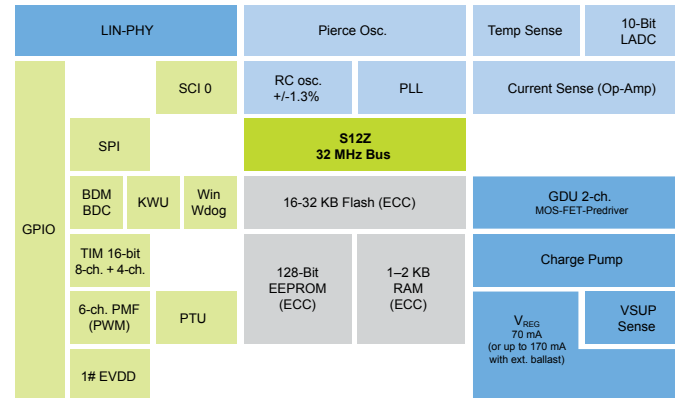 LIN-PHY
Pierce Osc.
Temp Sense
10-Bit
LADC
SCI 0
RC osc.
+/-1.3%
PLL
Current Sense (Op-Amp)
SPI
S12Z
32 MHz Bus
GPIO
BDM
BDC
KWU
Win
Wdog
16-32 KB Flash (ECC)
GDU 2-ch.
MOS-FET-Predriver
TIM 16-bit
8-ch. + 4-ch.
128-Bit
EEPROM
(ECC)
1–2 KB
RAM
(ECC)
Charge Pump
6-ch. PMF
(PWM)
PTU
VREG
70 mA
(or up to 170 mA
with ext. ballast)
VSUP
Sense
1# EVDD